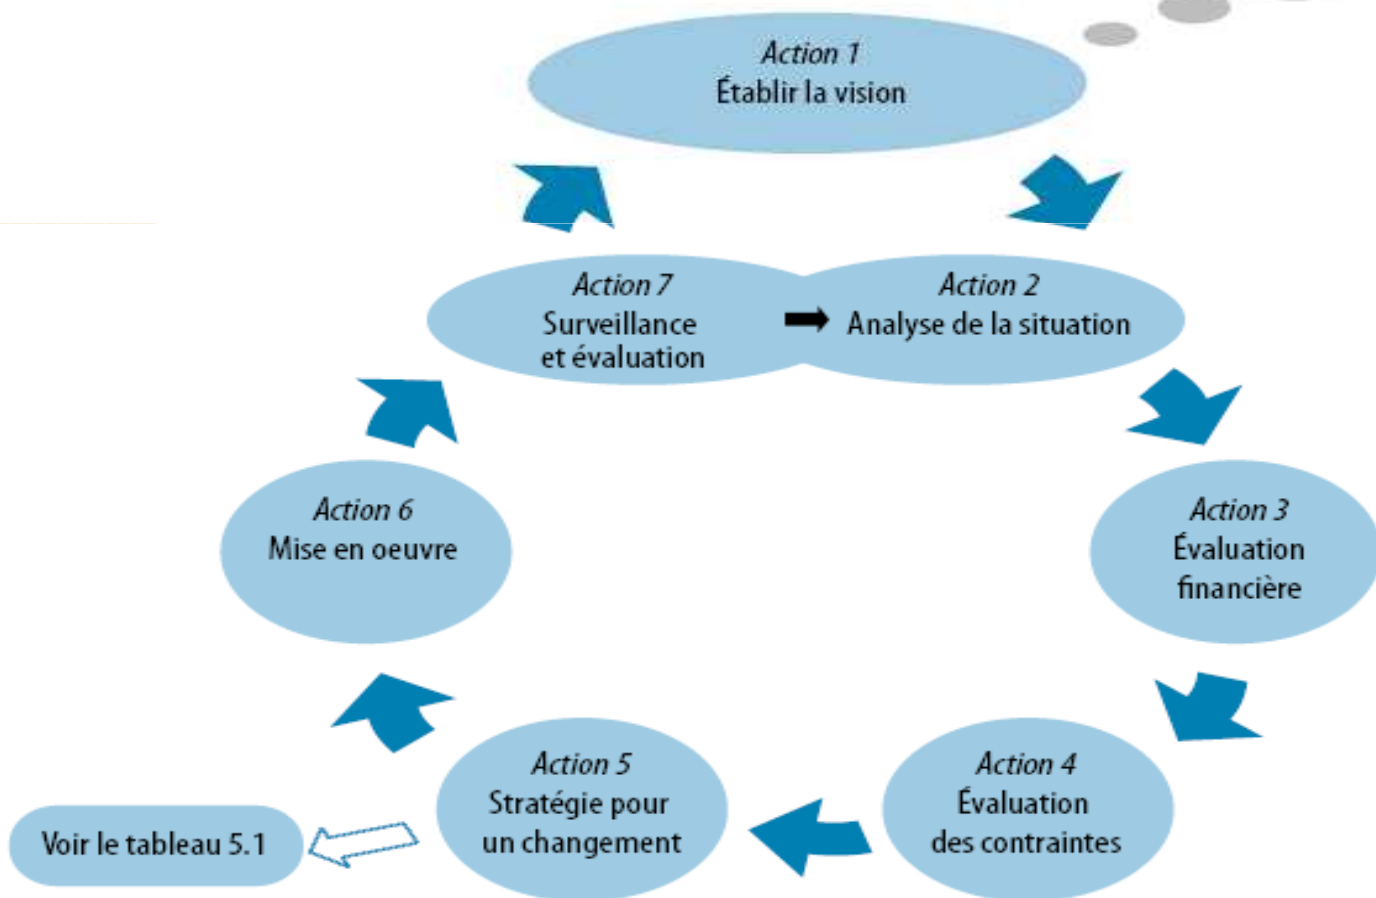 Action 1
Établir la vision
Action 7
Surveillance
et évaluation
Action 2
Analyse de la situation
Action 6
Mise en oeuvre
Action 3
Évaluation
financière
Action 5
Stratégie pour
un changement
Action 4
Évaluation
des contraintes
Voir le tableau 5.1